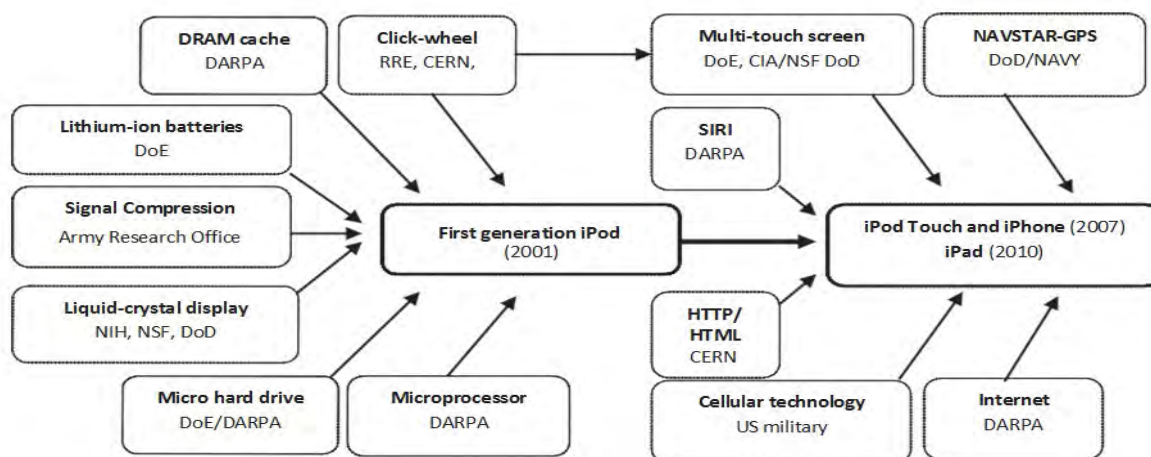 DRAM cache
DARPA
Click-wheel
RRE, CERN,
Multi-touch screen
DoE, CIA/NSF DoD
NAVSTAR-GPS
DoD/NAVY
Lithium-ion batteries
DoE
SIRI
DARPA
Signal Compression
Army Research Office
First generation iPod
(2001)
iPod Touch and iPhone (2007)
iPad (2010)
Liquid-crystal display
NIH, NSF, DoD
HTTP/
HTML
CERN
Micro hard drive
DoE/DARPA
Microprocessor
DARPA
Cellular technology
US military
Internet
DARPA